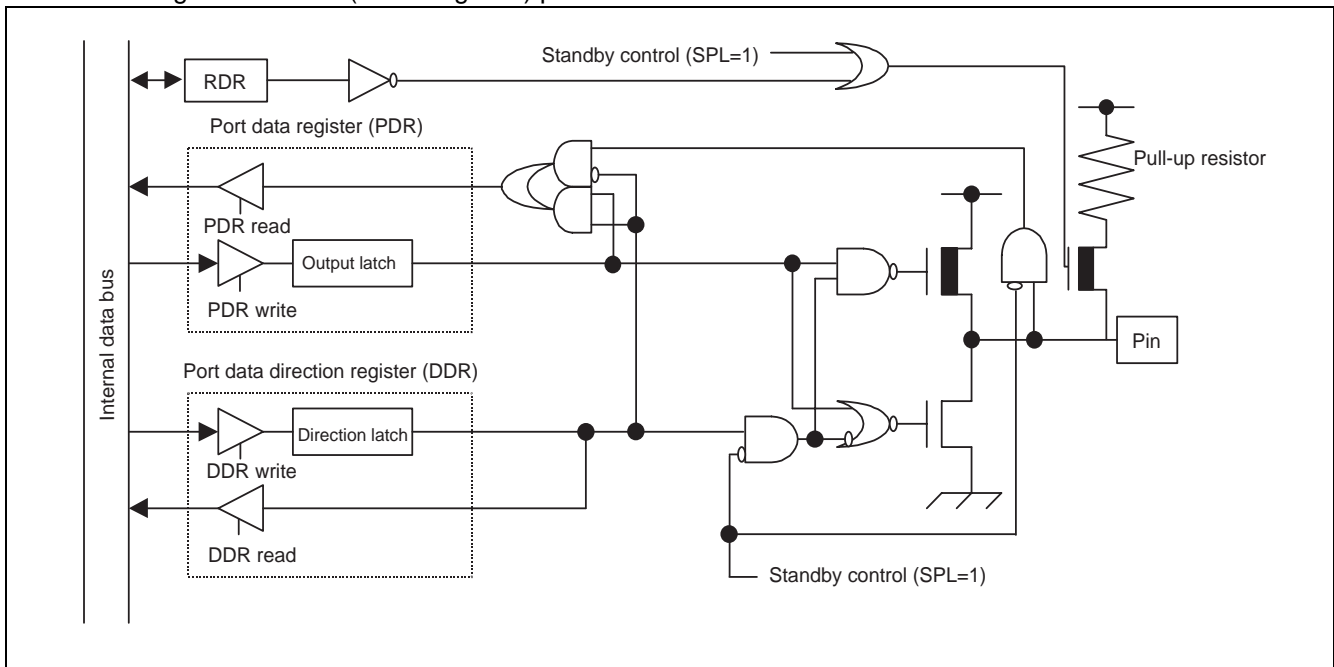 Standby control (SPL=1)
RDR
Port data register (PDR)
Pull-up resistor
PDR read
Output latch
PDR write
Internal data bus
Pin
Port data direction register (DDR)
Direction latch
DDR write
DDR read
Standby control (SPL=1)